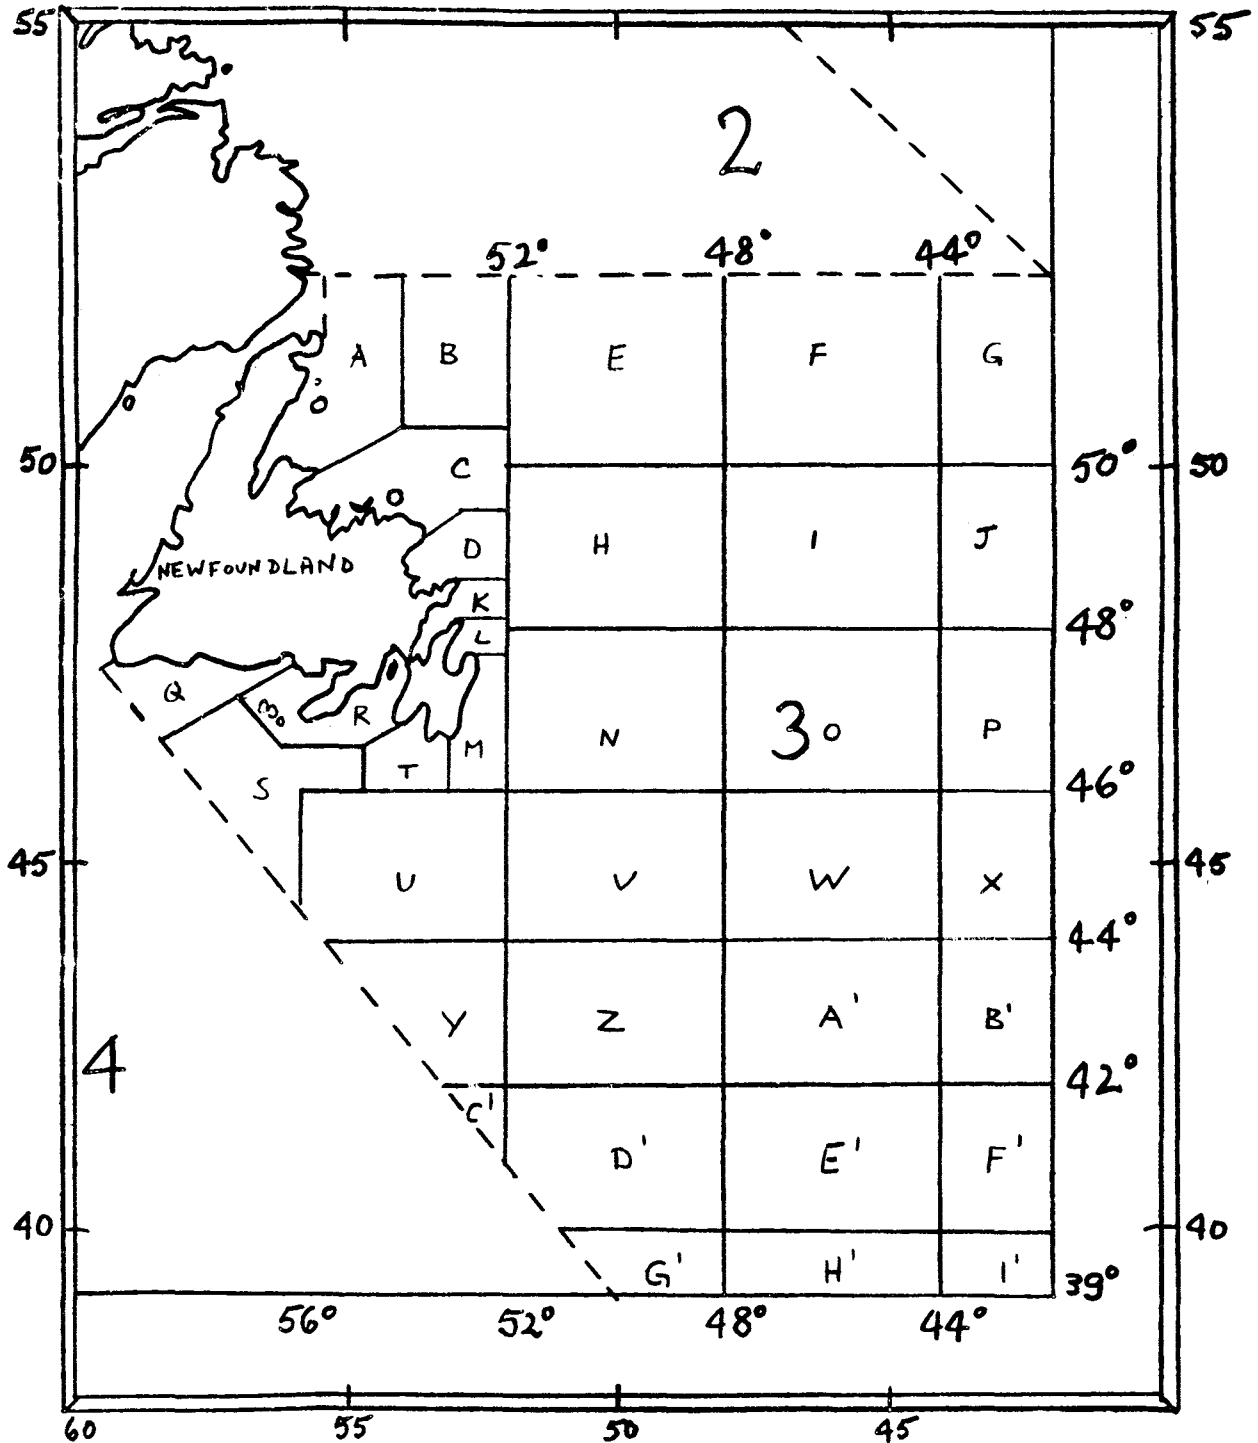 55 55
2
52° 48° 44°
A B E F G
50 C 50° 50
D H I J
NEWFOUNDLAND
K 48°
L
Q R N 3 O P
M
S T 46°
45 U V W X 45
44°
Y Z A' B'
4 42°
C'
D' E' F'
40 40
G' H' I' 39°
56° 52° 48° 44°
60 55 50 45